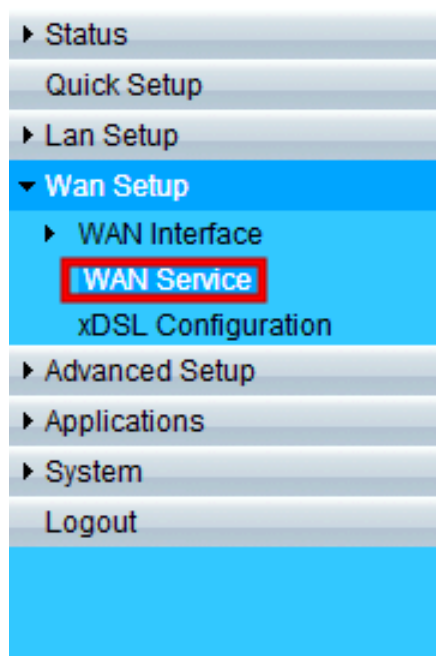 Status
Quick Setup
Lan Setup
Wan Setup
WAN Interface
WAN Service
xDSL Configuration
Advanced Setup
Applications
System
Logout